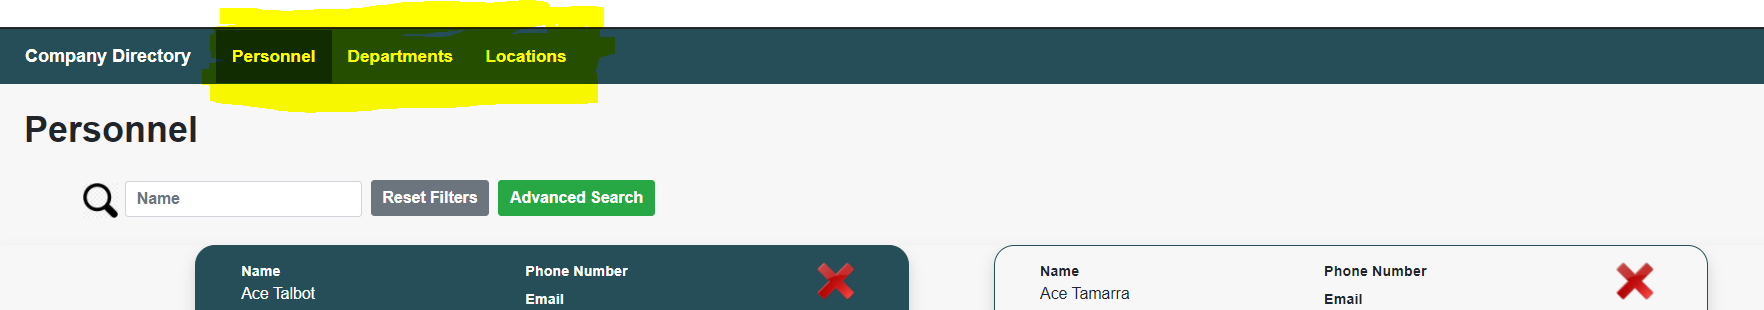 Company Directory Personnel Departments Locations
Personnel
Name Reset Filters Advanced Search
Name Phone Number Name Phone Number
Ace Talbot Ace Tamarra
Email Email